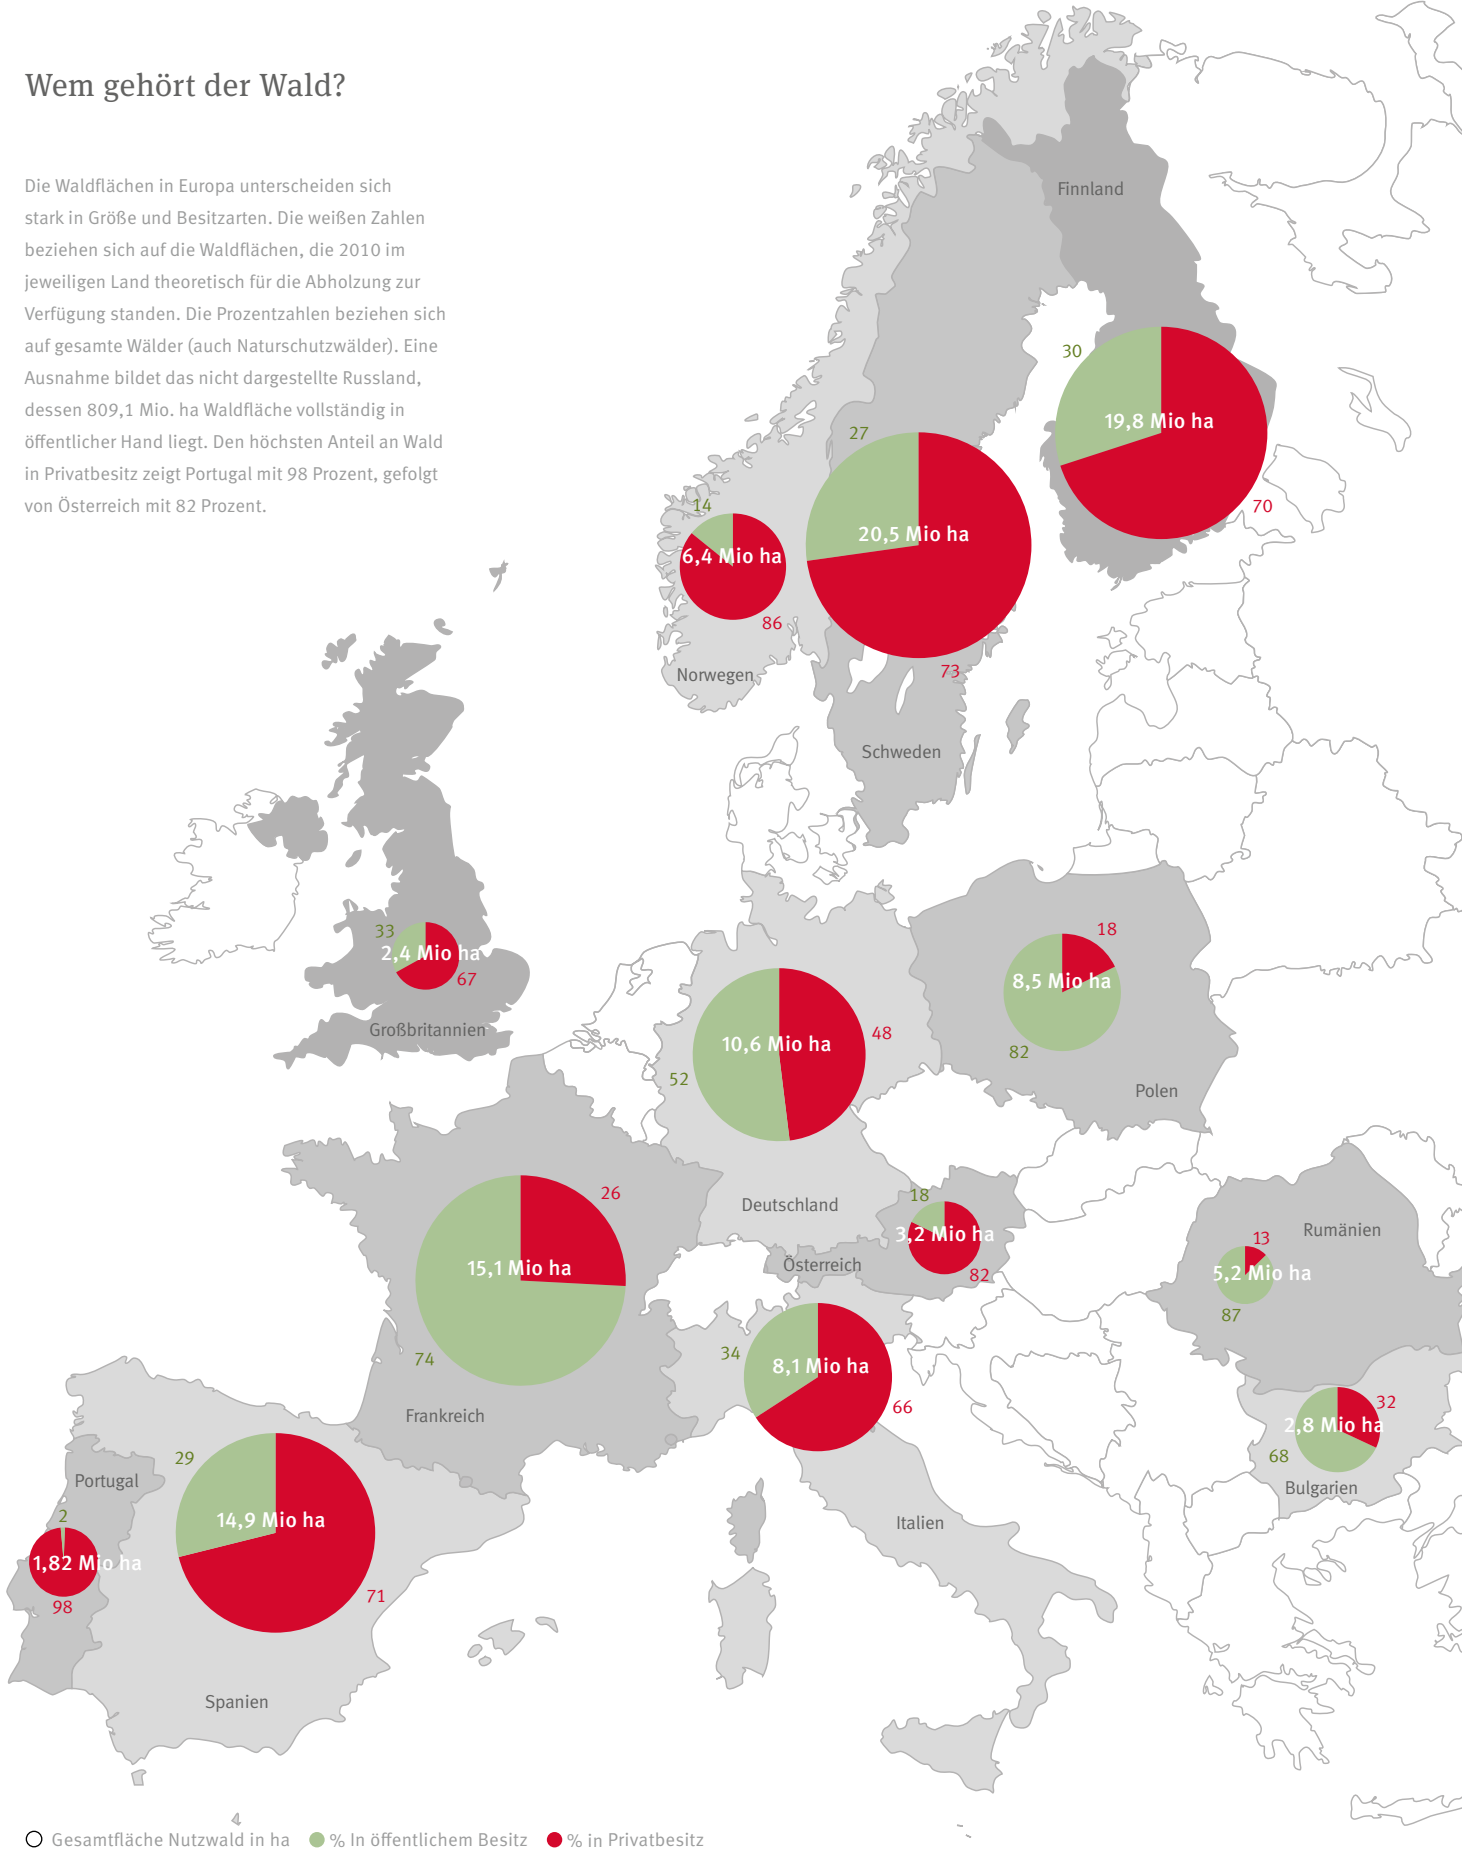 Wem gehört der Wald?
Die Waldflächen in Europa unterscheiden sich
stark in Größe und Besitzarten. Die weißen Zahlen
beziehen sich auf die Waldflächen, die 2010 im
jeweiligen Land theoretisch für die Abholzung zur
Verfügung standen. Die Prozentzahlen beziehen sich
auf gesamte Wälder (auch Naturschutzwälder). Eine
Ausnahme bildet das nicht dargestellte Russland,
dessen 809,1 Mio. ha Waldfläche vollständig in
öffentlicher Hand liegt. Den höchsten Anteil an Wald
in Privatbesitz zeigt Portugal mit 98 Prozent, gefolgt
von Österreich mit 82 Prozent.
Finnland
30
19,8 Mio ha
70
27
20,5 Mio ha
73
Schweden
14
6,4 Mio ha
86
Norwegen
33
2,4 Mio ha
67
Großbritannien
18
8,5 Mio ha
82
Polen
48
10,6 Mio ha
52
Deutschland
26
15,1 Mio ha
74
Frankreich
18
3,2 Mio ha
82
Österreich
Rumänien
13
5,2 Mio ha
87
34
8,1 Mio ha
66
Italien
32
2,8 Mio ha
68
Bulgarien
Portugal
2
1,82 Mio ha
98
29
14,9 Mio ha
71
Spanien
Gesamtfläche Nutzwald in ha % In öffentlichem Besitz % in Privatbesitz